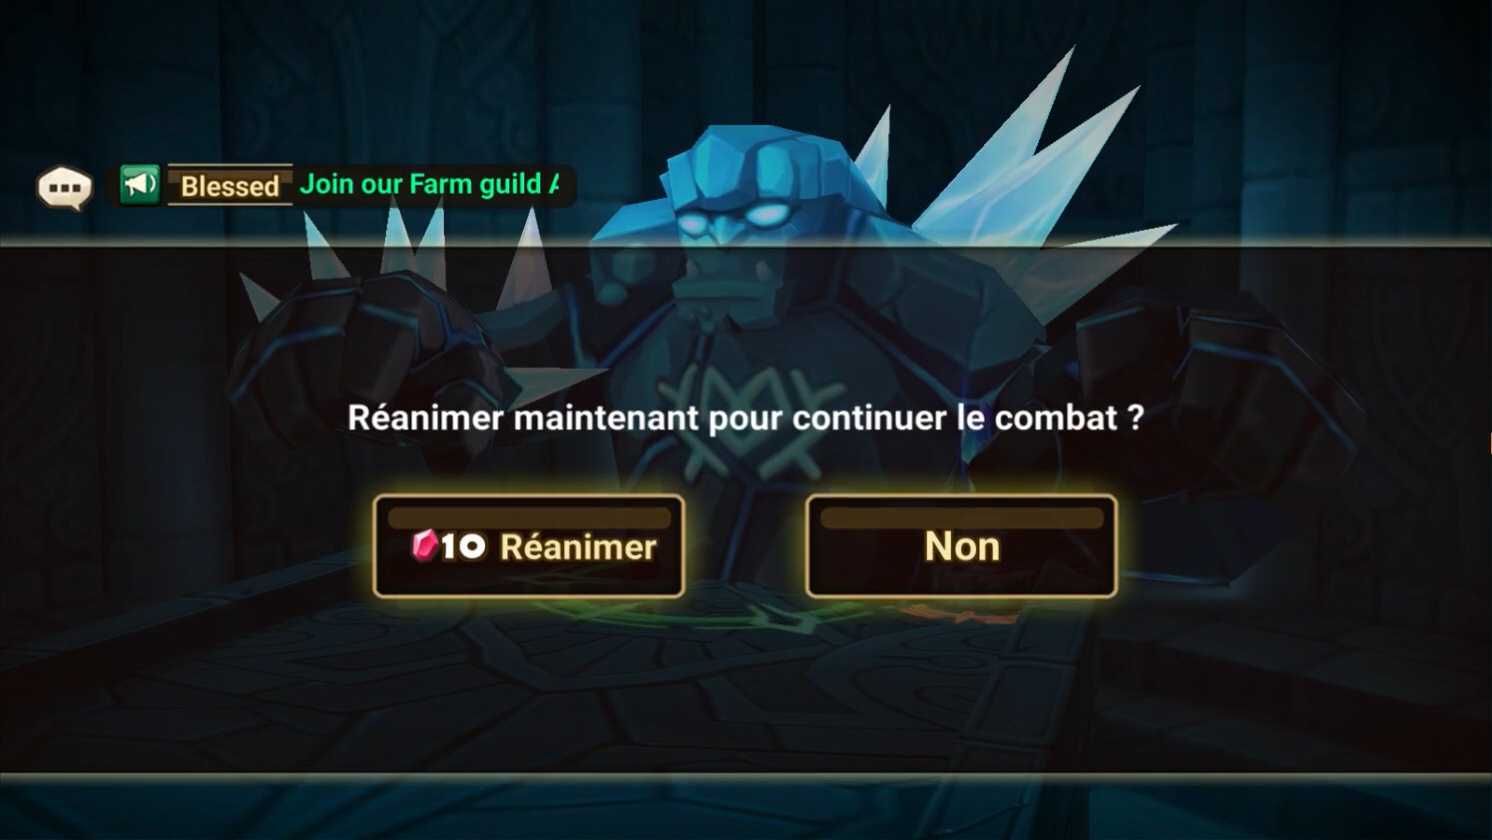 Blessed Join our Farm guild
Réanimer maintenant pour continuer le combat ?
10 Réanimer
Non